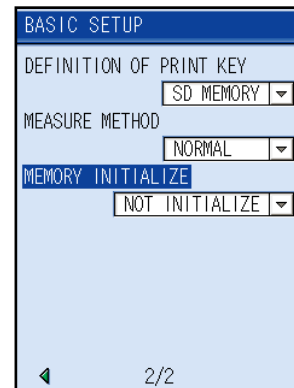 BASIC SETUP
DEFINITION OF PRINT KEY
SD MEMORY
MEASURE METHOD
NORMAL
MEMORY INITIALIZE
NOT INITIALIZE
2/2